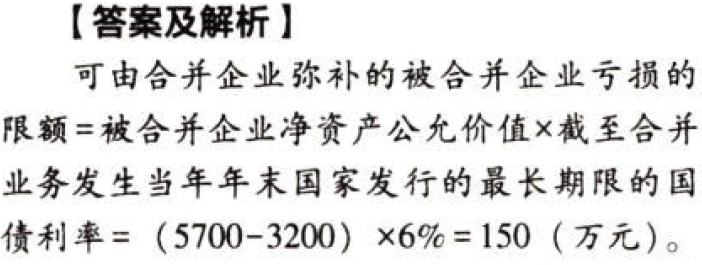 【答案及解析】
可由合并企业弥补的被合并企业亏损的
限额=被合并企业净资产公允价值×截至合并
业务发生当年年末国家发行的最长期限的国
债利率=（5700-3200）×6%=150（万元）。